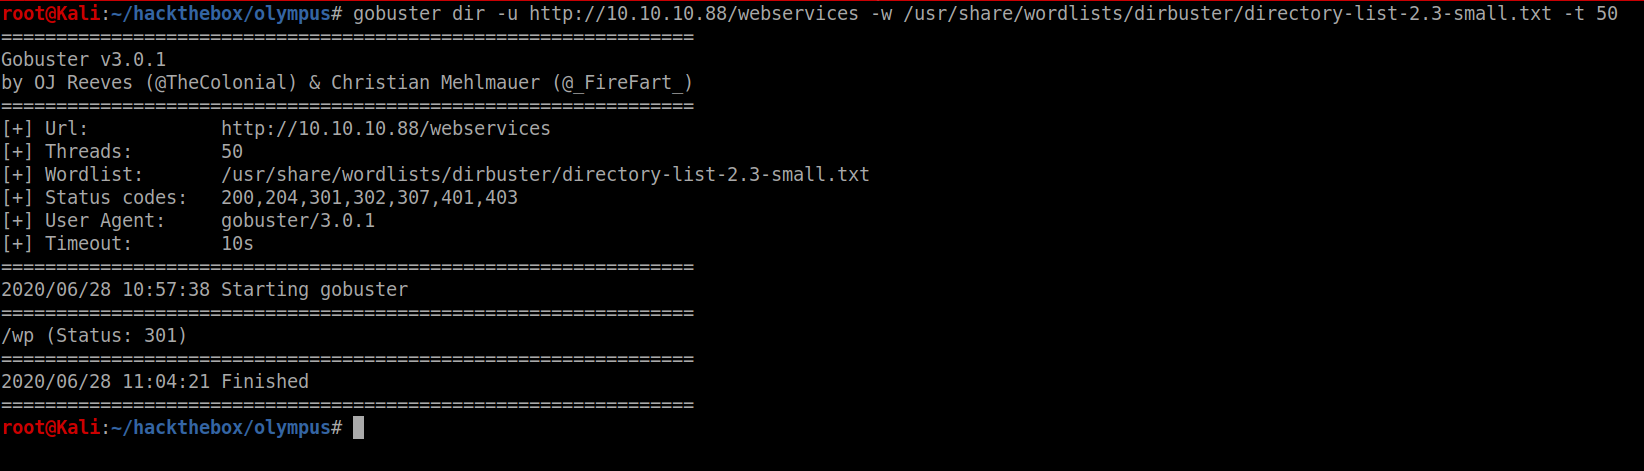 root@Kali:~/hackthebox/olympus# gobuster dir -u http://10.10.10.88/webservices -w /usr/share/wordlists/dirbuster/directory-list-2.3-small.txt -t 50
===============================================================
Gobuster v3.0.1
by OJ Reeves (@TheColonial) & Christian Mehlmauer (@_FireFart_)
===============================================================
[+] Url:            http://10.10.10.88/webservices
[+] Threads:        50
[+] Wordlist:       /usr/share/wordlists/dirbuster/directory-list-2.3-small.txt
[+] Status codes:   200,204,301,302,307,401,403
[+] User Agent:     gobuster/3.0.1
[+] Timeout:        10s
===============================================================
2020/06/28 10:57:38 Starting gobuster
===============================================================
/wp (Status: 301)
===============================================================
2020/06/28 11:04:21 Finished
===============================================================
root@Kali:~/hackthebox/olympus#